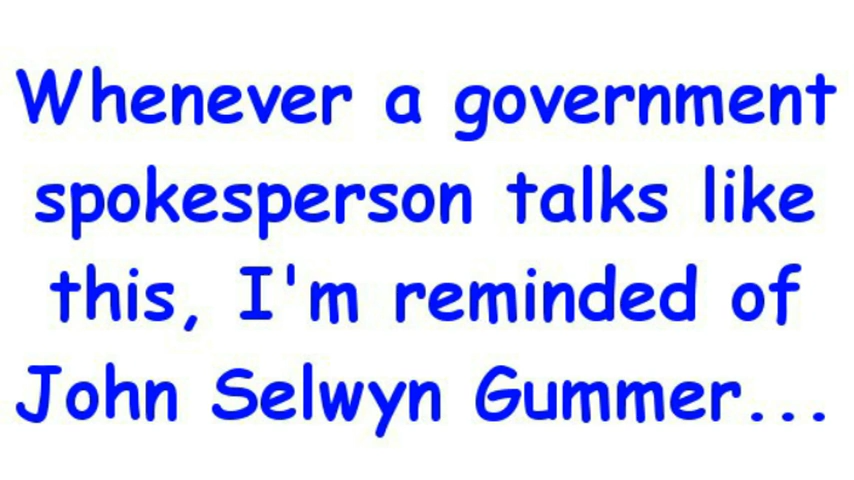 Whenever a government
spokesperson talks like
this, I'm reminded of
John Selwyn Gummer...